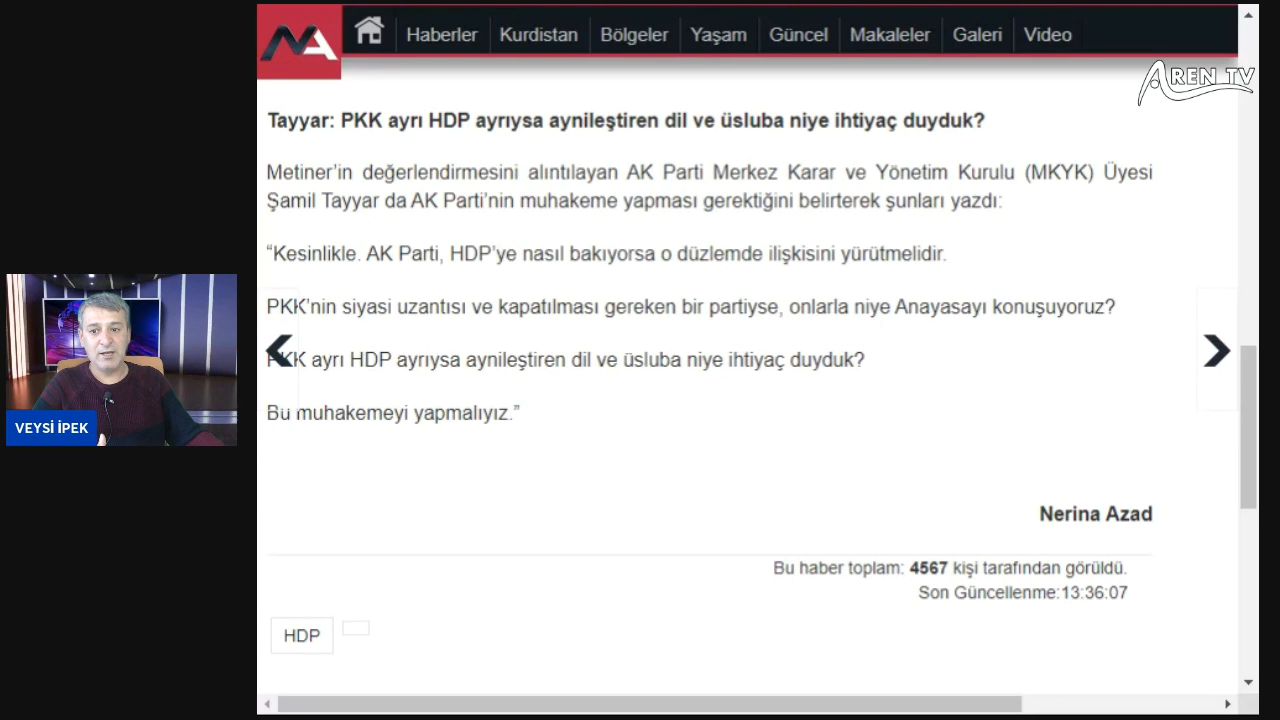 Haberler Kurdistan Bölgeler Yaşam Güncel Makaleler Galeri Video
AREN TV
Tayyar: PKK ayrı HDP ayrıysa aynileştiren dil ve üsluba niye ihtiyaç duyduk?
Metiner'in değerlendirmesini alıntılayan AK Parti Merkez Karar ve Yönetim Kurulu (MKYK) Üyesi
Şamil Tayyar da AK Parti'nin muhakeme yapması gerektiğini belirterek şunları yazdı:
“Kesinlikle. AK Parti, HDP'ye nasıl bakıyorsa o düzlemde ilişkisini yürütmelidir.
PKK'nin siyasi uzantısı ve kapatılması gereken bir partiyse, onlarla niye Anayasayı konuşuyoruz?
PKK ayrı HDP ayrıysa aynileştiren dil ve üsluba niye ihtiyaç duyduk?
Bu muhakemeyi yapmalıyız.”
VEYSİ İPEK
Nerina Azad
Bu haber toplam: 4567 kişi tarafından görüldü.
Son Güncellenme:13:36:07
HDP